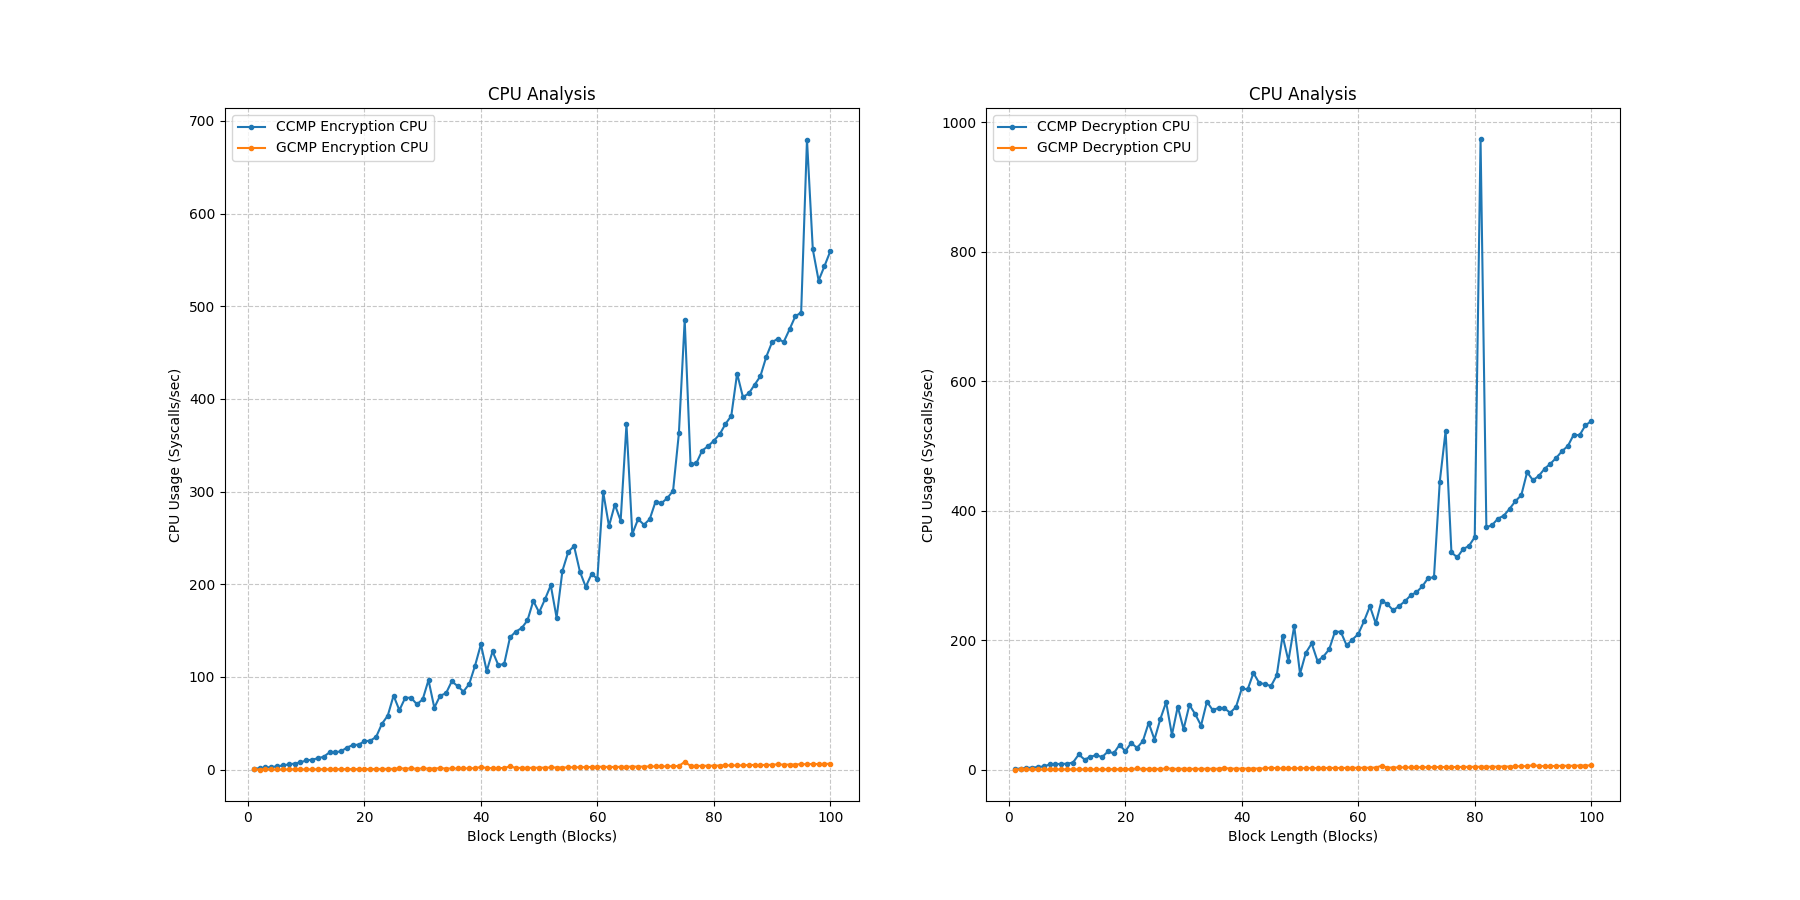 CPU Analysis
CCMP Encryption CPU
GCMP Encryption CPU
700
600
500
400
300
200
100
0
CPU Usage (Syscalls/sec)
0 20 40 60 80 100
Block Length (Blocks)
CPU Analysis
CCMP Decryption CPU
GCMP Decryption CPU
1000
800
600
400
200
0
CPU Usage (Syscalls/sec)
0 20 40 60 80 100
Block Length (Blocks)